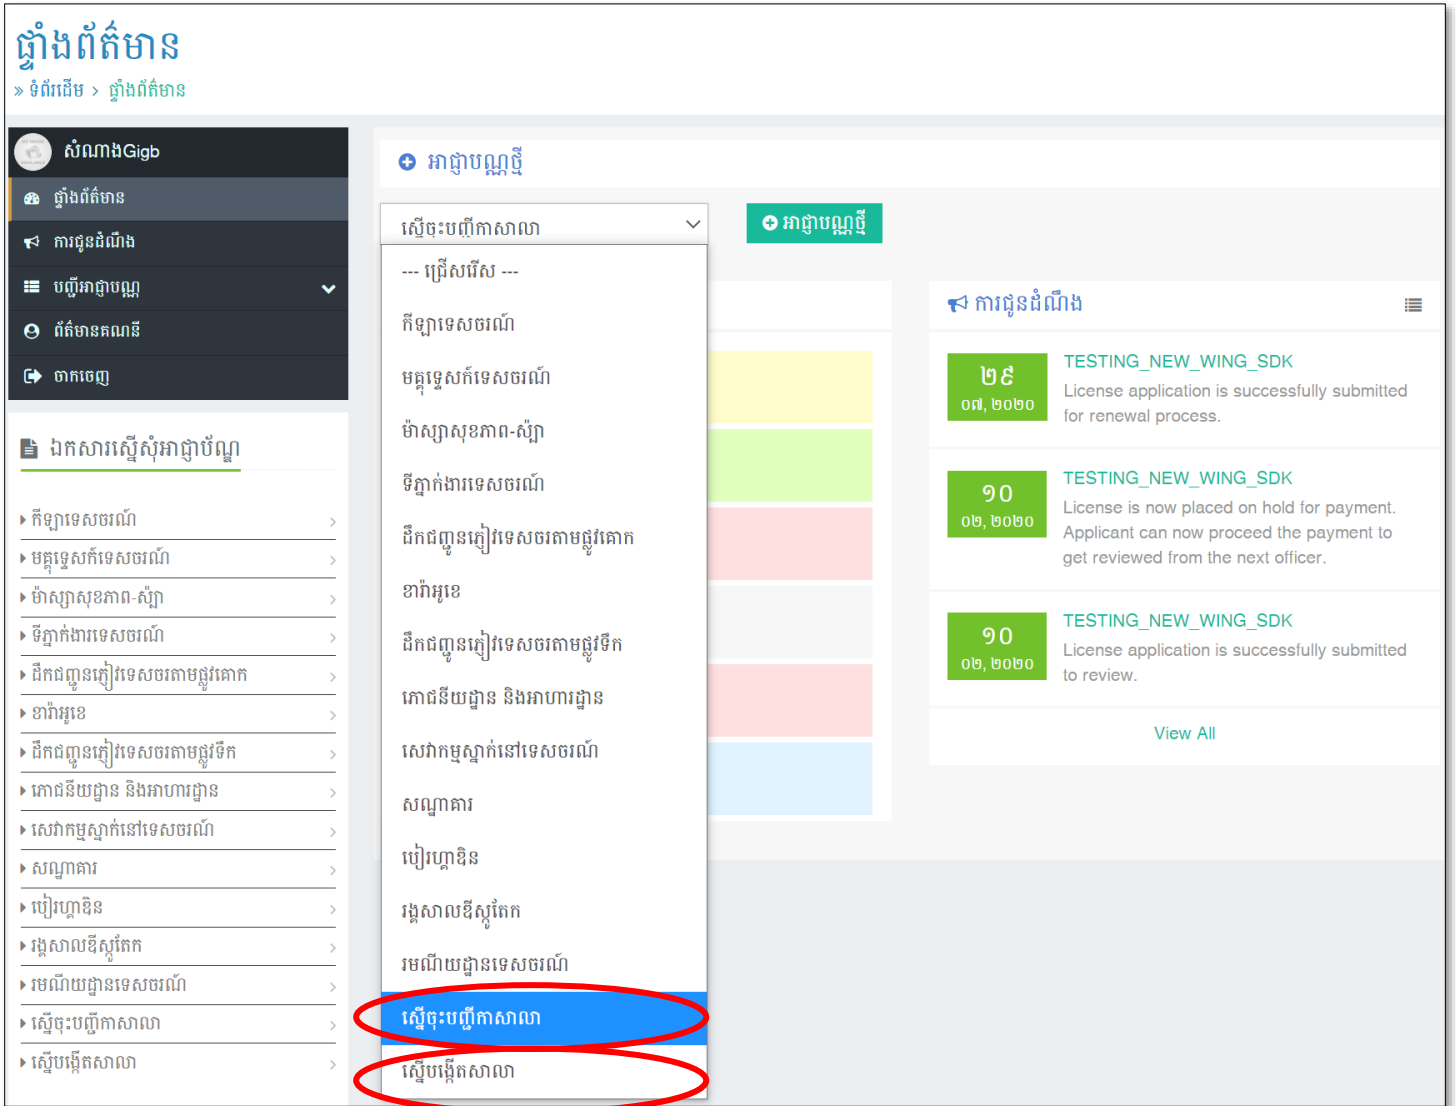 ផ្ទាំងព័ត៌មាន
» ទំព័រដើម > ផ្ទាំងព័ត៌មាន
សំណាងGigb
ផ្ទាំងព័ត៌មាន
ការជូនដំណឹង
បញ្ជីអាជ្ញាបណ្ណ
ព័ត៌មានគណនី
ចាកចេញ
ឯកសារស្នើសុំអាជ្ញាប័ណ្ឌ
កីឡាទេសចរណ៍
មគ្គុទ្ទេសក៍ទេសចរណ៍
ម៉ាស្សាសុខភាព-ស្ប៉ា
ទីភ្នាក់ងារទេសចរណ៍
ដឹកជញ្ជូនភ្ញៀវទេសចរតាមផ្លូវគោក
ខារ៉ាអូខេ
ដឹកជញ្ជូនភ្ញៀវទេសចរតាមផ្លូវទឹក
ភោជនីយដ្ឋាន និងអាហារដ្ឋាន
សេវាកម្មស្នាក់នៅទេសចរណ៍
សណ្ឋាគារ
បៀរហ្គាឌិន
រង្គសាលឌីស្កូតែក
រមណីយដ្ឋានទេសចរណ៍
ស្នើចុះបញ្ជីកាសាលា
ស្នើបង្កើតសាលា
អាជ្ញាបណ្ណថ្មី
ស្នើចុះបញ្ជីកាសាលា
អាជ្ញាបណ្ណថ្មី
--- ជ្រើសរើស ---
កីឡាទេសចរណ៍
មគ្គុទ្ទេសក៍ទេសចរណ៍
ម៉ាស្សាសុខភាព-ស្ប៉ា
ទីភ្នាក់ងារទេសចរណ៍
ដឹកជញ្ជូនភ្ញៀវទេសចរតាមផ្លូវគោក
ខារ៉ាអូខេ
ដឹកជញ្ជូនភ្ញៀវទេសចរតាមផ្លូវទឹក
ភោជនីយដ្ឋាន និងអាហារដ្ឋាន
សេវាកម្មស្នាក់នៅទេសចរណ៍
សណ្ឋាគារ
បៀរហ្គាឌិន
រង្គសាលឌីស្កូតែក
រមណីយដ្ឋានទេសចរណ៍
ស្នើចុះបញ្ជីកាសាលា
ស្នើបង្កើតសាលា
ការជូនដំណឹង
២៩
០៧, ២០២០
TESTING_NEW_WING_SDK
License application is successfully submitted
for renewal process.
១០
០២, ២០២០
TESTING_NEW_WING_SDK
License is now placed on hold for payment.
Applicant can now proceed the payment to
get reviewed from the next officer.
១០
០២, ២០២០
TESTING_NEW_WING_SDK
License application is successfully submitted
to review.
View All